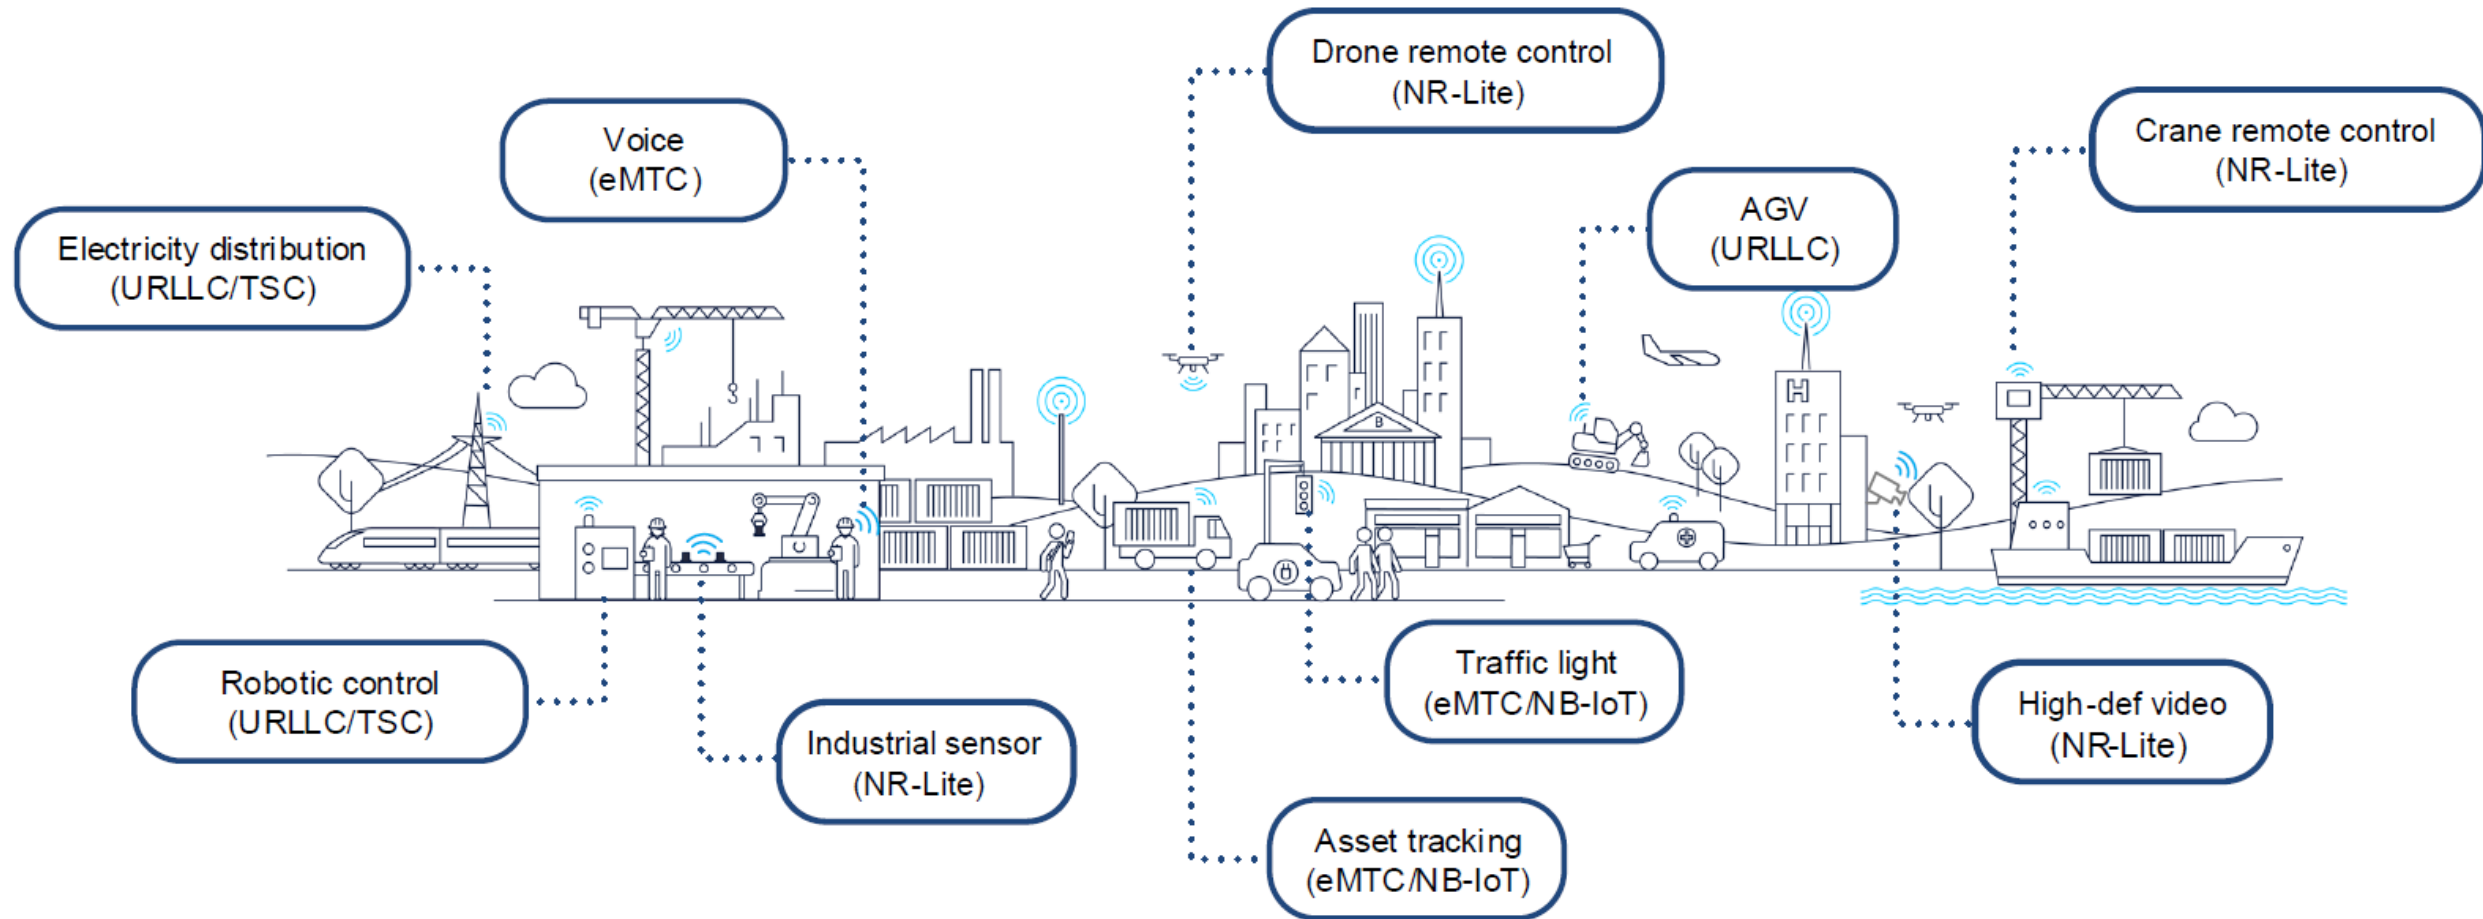 Drone remote control
(NR-Lite)
Voice
(eMTC)
Crane remote control
(NR-Lite)
AGV
(URLLC)
Electricity distribution
(URLLC/TSC)
H
B
Robotic control
(URLLC/TSC)
Industrial sensor
(NR-Lite)
Traffic light
(eMTC/NB-IoT)
High-def video
(NR-Lite)
Asset tracking
(eMTC/NB-IoT)